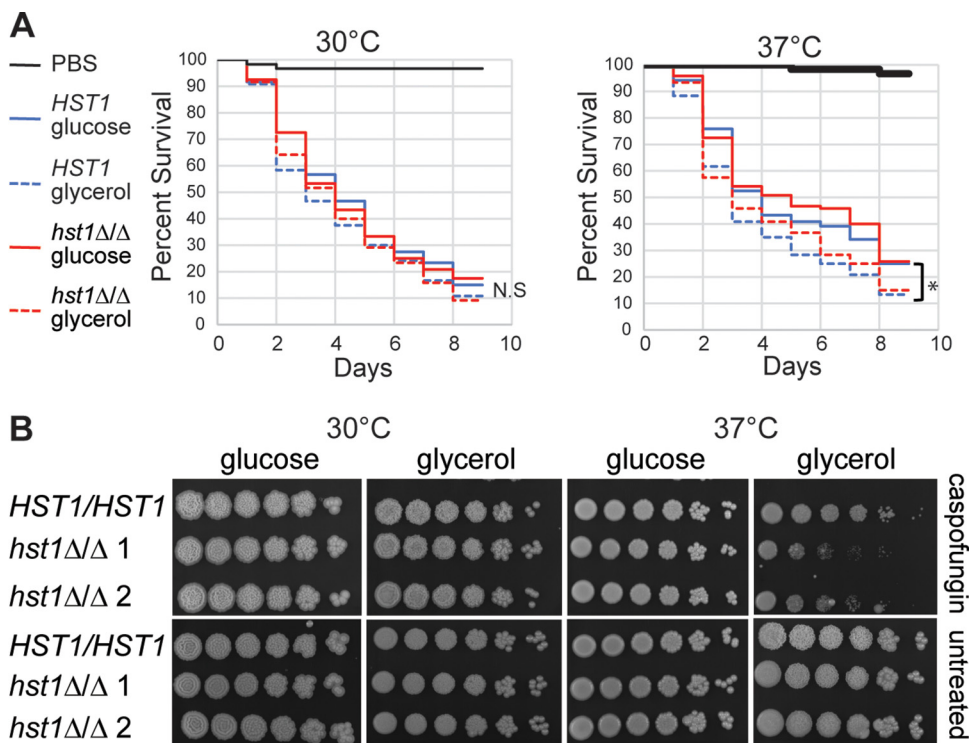 A
PBS
HST1
glucose
HST1
glycerol
hst1Δ/Δ
glucose
hst1Δ/Δ
glycerol
30°C
Percent Survival
100
90
80
70
60
50
40
30
20
10
0
N.S
0 2 4 6 8 10
Days
37°C
Percent Survival
100
90
80
70
60
50
40
30
20
10
0
*
0 2 4 6 8 10
Days
B
30°C 37°C
glucose glycerol glucose glycerol
HST1/HST1
hst1Δ/Δ 1
hst1Δ/Δ 2
caspofungin
HST1/HST1
hst1Δ/Δ 1
hst1Δ/Δ 2
untreated